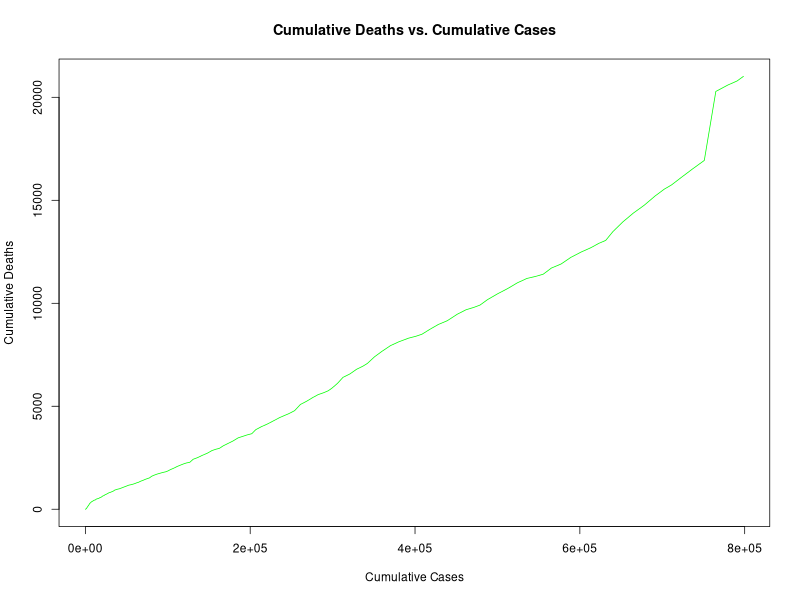 Cumulative Deaths vs. Cumulative Cases
20000
15000
10000
5000
0
Cumulative Deaths
0e+00 2e+05 4e+05 6e+05 8e+05
Cumulative Cases